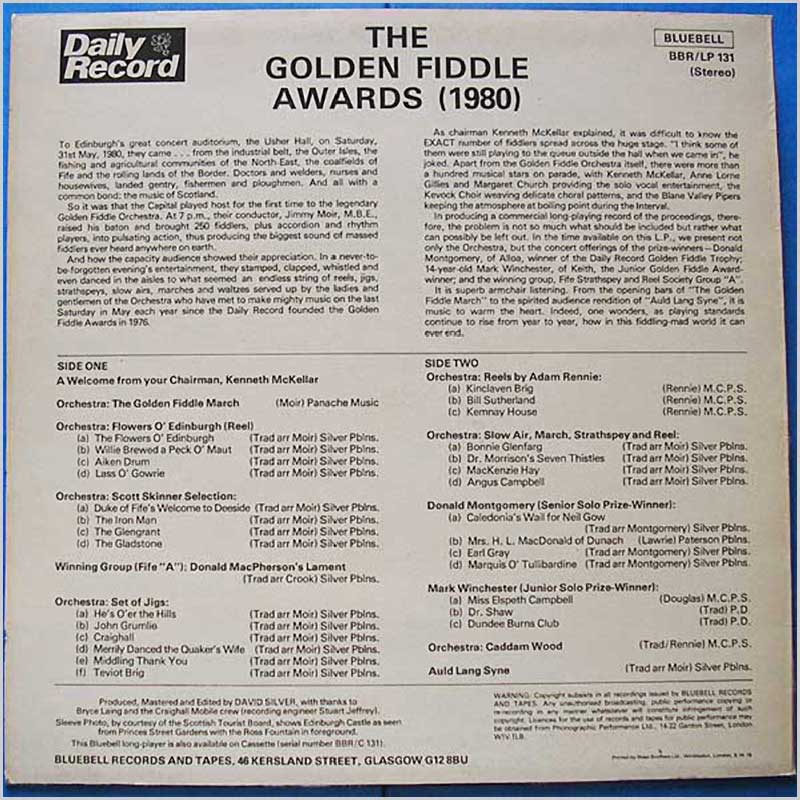 Daily
Record
THE
GOLDEN FIDDLE
AWARDS (1980)
BLUEBELL
BBR/LP 131
(Stereo)
To Edinburgh's great concert auditorium, the Usher Hall, on Saturday,
31st May, 1980, they came . . . from the industrial belt, the Outer Isles, the
fishing and agricultural communities of the North-East, the coalfields of
Fife and the rolling lands of the Border. Doctors and welders, nurses and
housewives, landed gentry, fishermen and ploughmen. And all with a
common bond: the music of Scotland.
So it was that the Capital played host for the first time to the legendary
Golden Fiddle Orchestra. At 7 p.m., their conductor, Jimmy Moir, M.B.E.,
raised his baton and brought 250 fiddlers, plus accordion and rhythm
players, into pulsating action, thus producing the biggest sound of massed
fiddlers ever heard anywhere on earth.
And how the capacity audience showed their appreciation. In a never-to-
be-forgotten evening's entertainment, they stamped, clapped, whistled and
even danced in the aisles to what seemed an endless string of reels, jigs,
strathspeys, slow airs, marches and waltzes served up by the ladies and
gentlemen of the Orchestra who have met to make mighty music on the last
Saturday in May each year since the Daily Record founded the Golden
Fiddle Awards in 1976.
As chairman Kenneth McKellar explained, it was difficult to know the
EXACT number of fiddlers spread across the huge stage. "I think some of
them were still playing to the queue outside the hall when we came in", he
joked. Apart from the Golden Fiddle Orchestra itself, there were more than
a hundred musical stars on parade, with Kenneth McKellar, Anne Lorne
Gillies and Margaret Church providing the solo vocal entertainment, the
Kevock Choir weaving delicate choral patterns, and the Blane Valley Pipers
keeping the atmosphere at boiling point during the Interval.
In producing a commercial long-playing record of the proceedings, there-
fore, the problem is not so much what should be included but rather what
can possibly be left out. In the time available on this L.P., we present not
only the Orchestra, but the concert offerings of the prize-winners—Donald
Montgomery, of Alloa, winner of the Daily Record Golden Fiddle Trophy;
14-year-old Mark Winchester, of Keith, the Junior Golden Fiddle Award-
winner; and the winning group, Fife Strathspey and Reel Society Group "A".
It is superb armchair listening. From the opening bars of "The Golden
Fiddle March" to the spirited audience rendition of "Auld Lang Syne", it is
music to warm the heart. Indeed, one wonders, as playing standards
continue to rise from year to year, how in this fiddling-mad world it can
ever end.
SIDE ONE
A Welcome from your Chairman, Kenneth McKellar
Orchestra: The Golden Fiddle March (Moir) Panache Music
Orchestra: Flowers O' Edinburgh (Reel)
(a) The Flowers O' Edinburgh (Trad arr Moir) Silver Pblns.
(b) Willie Brewed a Peck O' Maut (Trad arr Moir) Silver Pblns.
(c) Aiken Drum (Trad arr Moir) Silver Pblns.
(d) Lass O' Gowrie (Trad arr Moir) Silver Pblns.
Orchestra: Scott Skinner Selection:
(a) Duke of Fife's Welcome to Deeside (Trad arr Moir) Silver Pblns.
(b) The Iron Man (Trad arr Moir) Silver Pblns.
(c) The Glengrant (Trad arr Moir) Silver Pblns.
(d) The Gladstone (Trad arr Moir) Silver Pblns.
Winning Group (Fife "A"); Donald MacPherson's Lament
(Trad arr Crook) Silver Pblns.
Orchestra: Set of Jigs:
(a) He's O'er the Hills (Trad arr Moir) Silver Pblns.
(b) John Grumlie (Trad arr Moir) Silver Pblns.
(c) Craighall (Trad arr Moir) Silver Pblns.
(d) Merrily Danced the Quaker's Wife (Trad arr Moir) Silver Pblns.
(e) Middling Thank You (Trad arr Moir) Silver Pblns.
(f) Teviot Brig (Trad arr Moir) Silver Pblns.
SIDE TWO
Orchestra: Reels by Adam Rennie:
(a) Kinclaven Brig (Rennie) M.C.P.S.
(b) Bill Sutherland (Rennie) M.C.P.S.
(c) Kemnay House (Rennie) M.C.P.S.
Orchestra: Slow Air, March, Strathspey and Reel:
(a) Bonnie Glenfarg (Trad arr Moir) Silver Pblns.
(b) Dr. Morrison's Seven Thistles (Trad arr Moir) Silver Pblns.
(c) MacKenzie Hay (Trad arr Moir) Silver Pblns.
(d) Angus Campbell (Trad arr Moir) Silver Pblns.
Donald Montgomery (Senior Solo Prize-Winner):
(a) Caledonia's Wail for Neil Gow
(Trad arr Montgomery) Silver Pblns.
(b) Mrs. H. L. MacDonald of Dunach (Lawrie) Paterson Pblns.
(c) Earl Gray (Trad arr Montgomery) Silver Pblns.
(d) Marquis O' Tullibardine (Trad arr Montgomery) Silver Pblns.
Mark Winchester (Junior Solo Prize-Winner):
(a) Miss Elspeth Campbell (Douglas) M.C.P.S.
(b) Dr. Shaw (Trad) P.D
(c) Dundee Burns Club (Trad) P.D.
Orchestra: Caddam Wood (Trad/Rennie) M.C.P.S.
Auld Lang Syne (Trad arr Moir) Silver Pblns.
Produced, Mastered and Edited by DAVID SILVER, with thanks to
Bryce Laing and the Craighall Mobile crew (recording engineer Stuart Jeffrey).
Sleeve Photo, by courtesy of the Scottish Tourist Board, shows Edinburgh Castle as seen
from Princes Street Gardens with the Ross Fountain in foreground.
This Bluebell long-player is also available on Cassette (serial number BBR/C 131).
BLUEBELL RECORDS AND TAPES, 46 KERSLAND STREET, GLASGOW G12 8BU
WARNING: Copyright subsists in all recordings issued by BLUEBELL RECORDS
AND TAPES. Any unauthorised broadcasting, public performance copying or
re-recording in any manner whatsoever will constitute infringement of such
copyright. Licences for the use of records and tapes for public performance may
be obtained from Phonographic Performance Ltd., 14-22 Ganton Street, London
W1V 1LB.